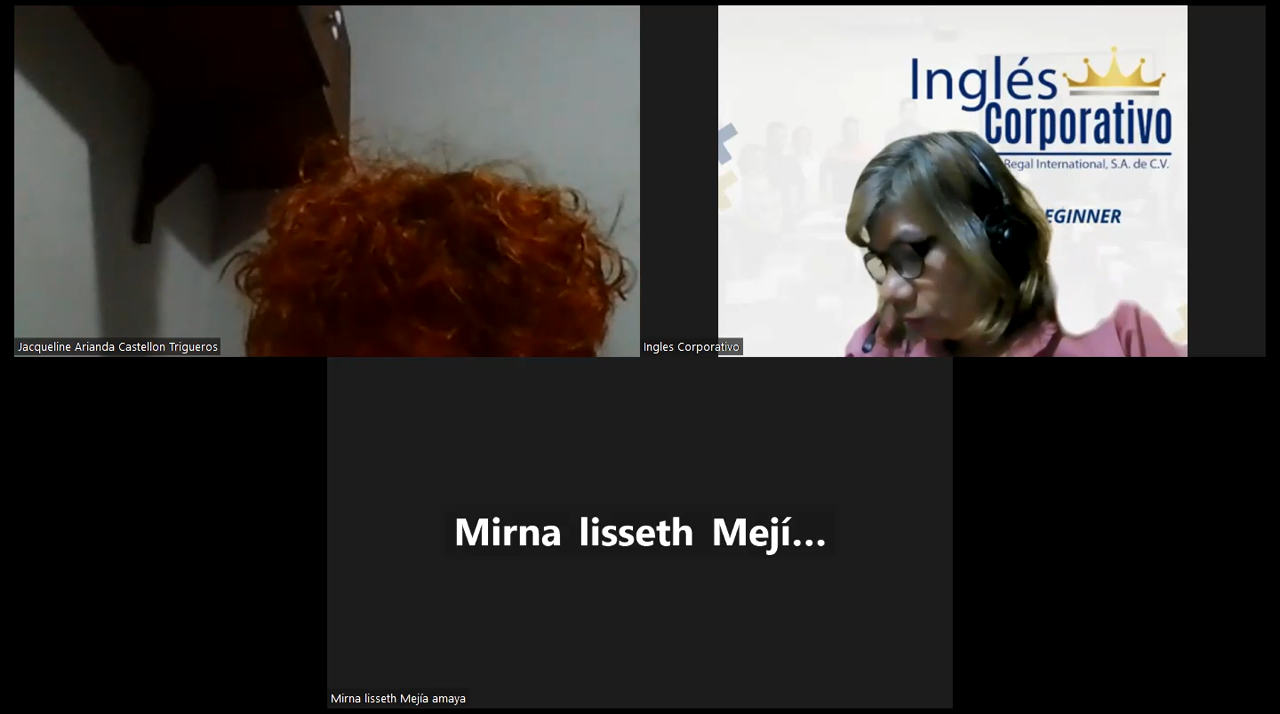 Inglés
Corporativo
Regal International, S.A. de C.V.
EGINNER
Jacqueline Arianda Castellon Trigueros
Ingles Corporativo
Mirna lisseth Mejí...
Mirna lisseth Mejía amaya